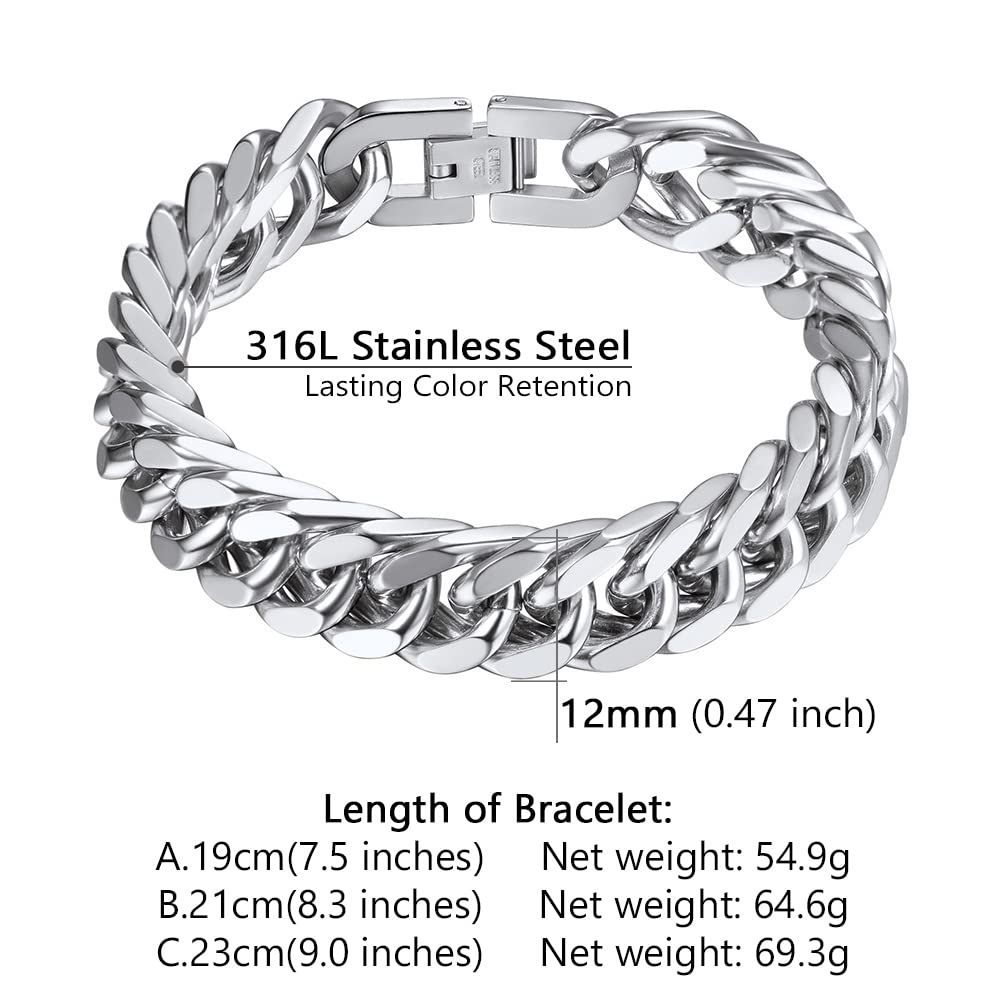 316L Stainless Steel
Lasting Color Retention
12mm (0.47 inch)
Length of Bracelet:
A.19cm(7.5 inches) Net weight: 54.9g
B.21cm(8.3 inches) Net weight: 64.6g
C.23cm(9.0 inches) Net weight: 69.3g